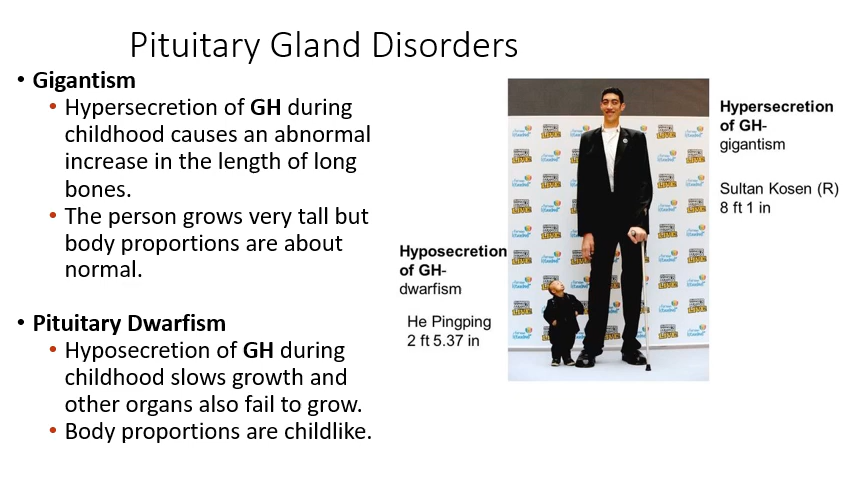 Pituitary Gland Disorders
• Gigantism
• Hypersecretion of GH during
childhood causes an abnormal
increase in the length of long
bones.
• The person grows very tall but
body proportions are about
normal.
• Pituitary Dwarfism
• Hyposecretion of GH during
childhood slows growth and
other organs also fail to grow.
• Body proportions are childlike.
Hyposecretion
of GH-
dwarfism
He Pingping
2 ft 5.37 in
Hypersecretion
of GH-
gigantism
Sultan Kosen (R)
8 ft 1 in